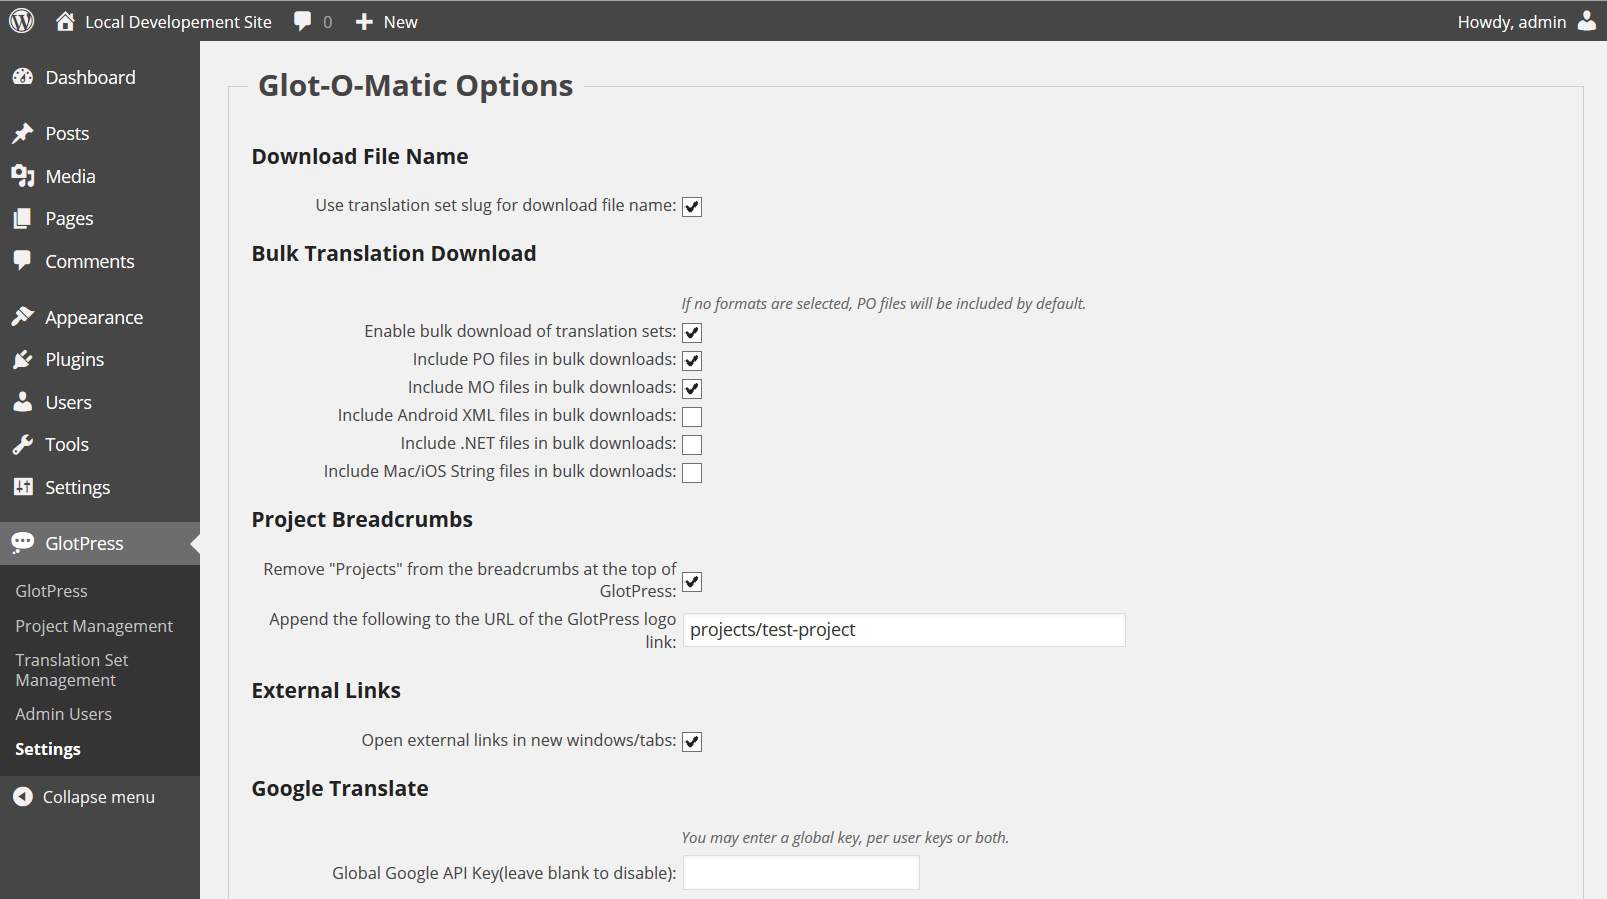 Local Developement Site
0
New
Howdy, admin
Dashboard
Posts
Media
Pages
Comments
Appearance
Plugins
Users
Tools
Settings
GlotPress
GlotPress
Project Management
Translation Set
Management
Admin Users
Settings
Collapse menu
Glot-O-Matic Options
Download File Name
Use translation set slug for download file name:
Bulk Translation Download
If no formats are selected, PO files will be included by default.
Enable bulk download of translation sets:
Include PO files in bulk downloads:
Include MO files in bulk downloads:
Include Android XML files in bulk downloads:
Include .NET files in bulk downloads:
Include Mac/iOS String files in bulk downloads:
Project Breadcrumbs
Remove "Projects" from the breadcrumbs at the top of
GlotPress:
Append the following to the URL of the GlotPress logo
link:
projects/test-project
External Links
Open external links in new windows/tabs:
Google Translate
You may enter a global key, per user keys or both.
Global Google API Key(leave blank to disable):